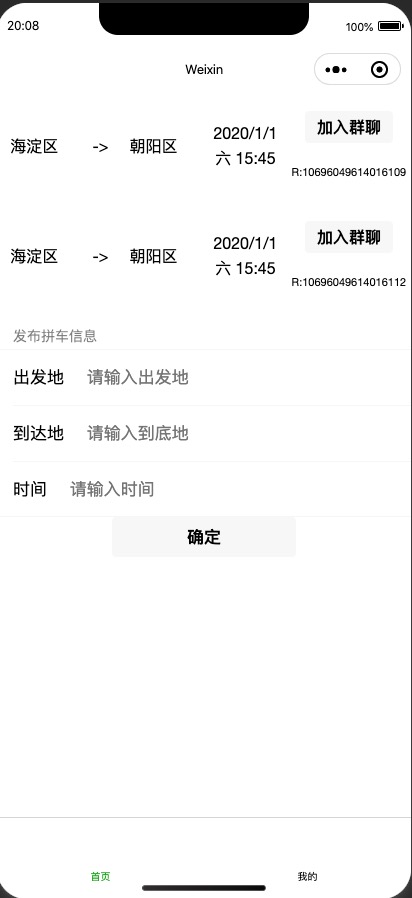 20:08
100%
Weixin
海淀区 -> 朝阳区
2020/1/1
六 15:45
加入群聊
R:10696049614016109
海淀区 -> 朝阳区
2020/1/1
六 15:45
加入群聊
R:10696049614016112
发布拼车信息
出发地 请输入出发地
到达地 请输入到底地
时间 请输入时间
确定
首页 我的